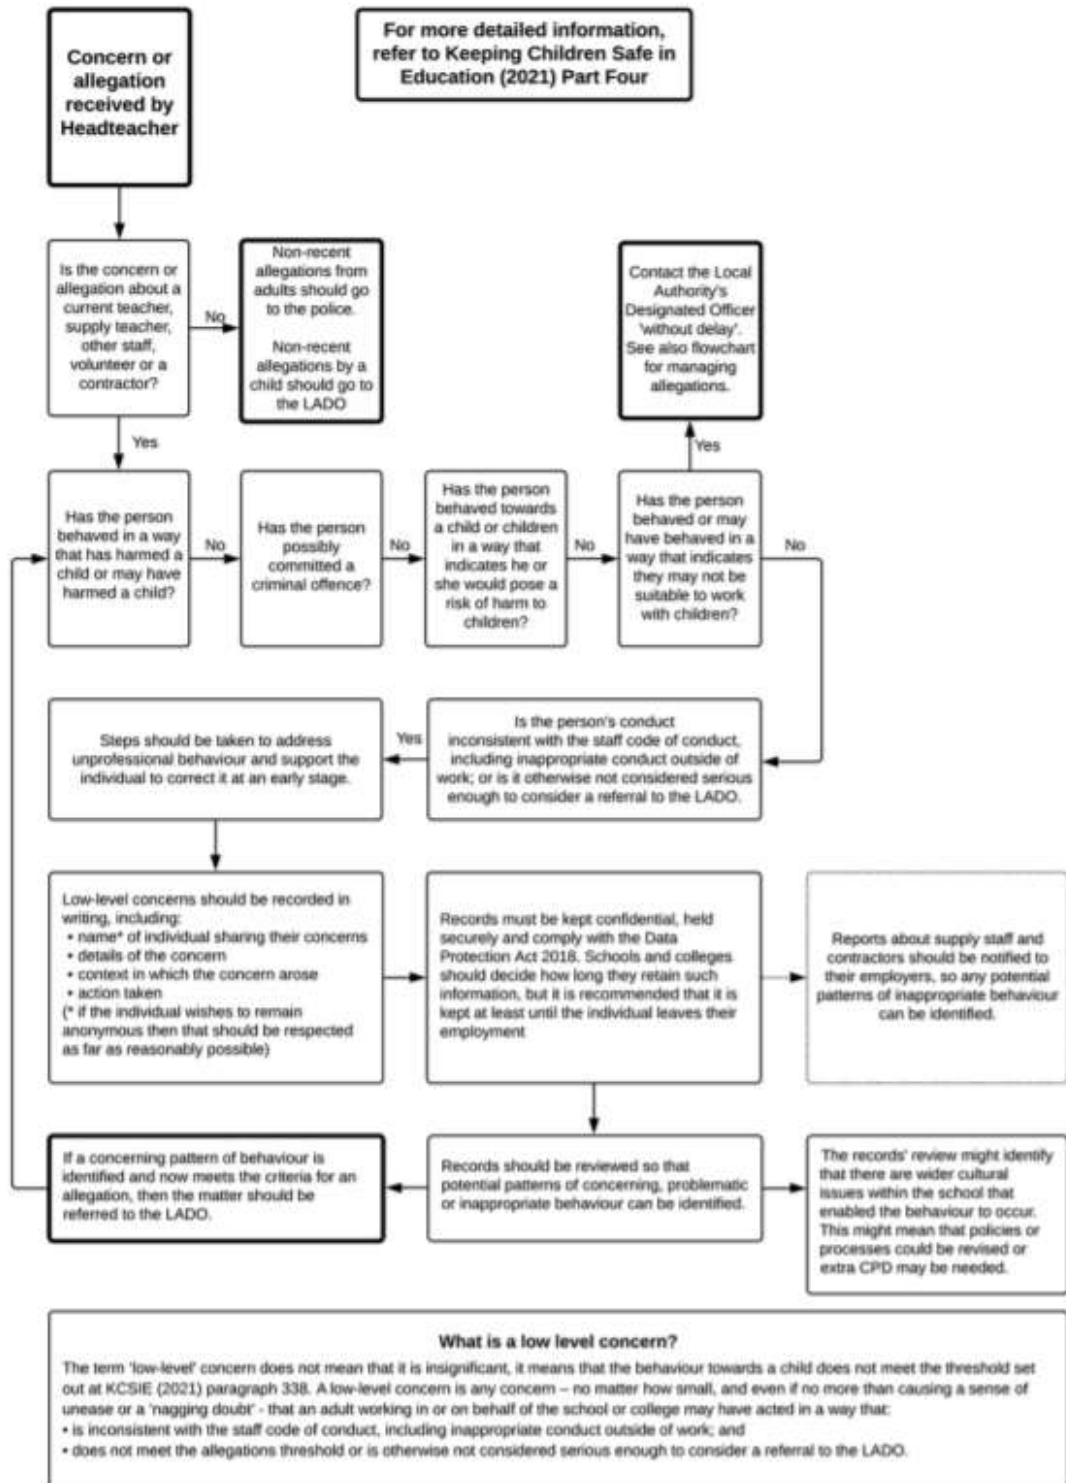 Concern or
allegation
received by
Headteacher
For more detailed information,
refer to Keeping Children Safe in
Education (2021) Part Four
Is the concern or
allegation about a
current teacher,
supply teacher,
other staff,
volunteer or a
contractor?
No
Non-recent
allegations from
adults should go
to the police.
Non-recent
allegations by a
child should go to
the LADO
Contact the Local
Authority's
Designated Officer
'without delay'.
See also flowchart
for managing
allegations.
Yes
Yes
Has the person
behaved in a way
that has harmed a
child or may have
harmed a child?
No
Has the person
possibly
committed a
criminal offence?
No
Has the person
behaved towards
a child or children
in a way that
indicates he or
she would pose a
risk of harm to
children?
No
Has the person
behaved or may
have behaved in a
way that indicates
they may not be
suitable to work
with children?
No
Steps should be taken to address
unprofessional behaviour and support the
individual to correct it at an early stage.
Yes
Is the person's conduct
inconsistent with the staff code of conduct,
including inappropriate conduct outside of
work; or is it otherwise not considered serious
enough to consider a referral to the LADO.
Low-level concerns should be recorded in
writing, including:
• name* of individual sharing their concerns
• details of the concern
• context in which the concern arose
• action taken
(* if the individual wishes to remain
anonymous then that should be respected
as far as reasonably possible)
Records must be kept confidential, held
securely and comply with the Data
Protection Act 2018. Schools and colleges
should decide how long they retain such
information, but it is recommended that it is
kept at least until the individual leaves their
employment
Reports about supply staff and
contractors should be notified to
their employers, so any potential
patterns of inappropriate behaviour
can be identified.
If a concerning pattern of behaviour is
identified and now meets the criteria for an
allegation, then the matter should be
referred to the LADO.
Records should be reviewed so that
potential patterns of concerning, problematic
or inappropriate behaviour can be identified.
The records' review might identify
that there are wider cultural
issues within the school that
enabled the behaviour to occur.
This might mean that policies or
processes could be revised or
extra CPD may be needed.
What is a low level concern?
The term 'low-level' concern does not mean that it is insignificant, it means that the behaviour towards a child does not meet the threshold set
out at KCSIE (2021) paragraph 338. A low-level concern is any concern – no matter how small, and even if no more than causing a sense of
unease or a 'nagging doubt' - that an adult working in or on behalf of the school or college may have acted in a way that:
• is inconsistent with the staff code of conduct, including inappropriate conduct outside of work; and
• does not meet the allegations threshold or is otherwise not considered serious enough to consider a referral to the LADO.